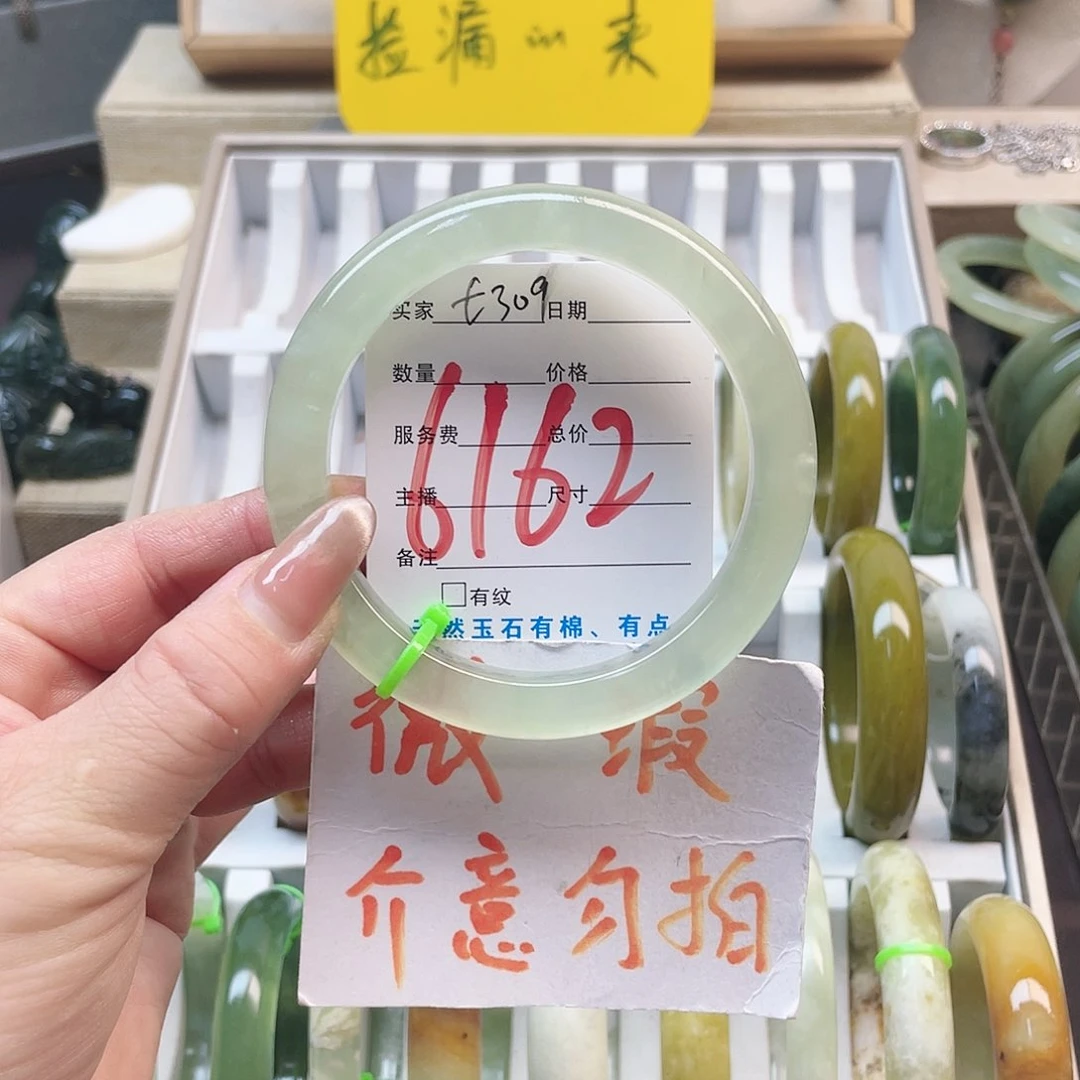 捡漏的来
买家 E309 日期
数量 价格
6162
服务费 总价
主播 尺寸
备注
□有纹
天然玉石有棉、有点
微瑕
介意勿拍